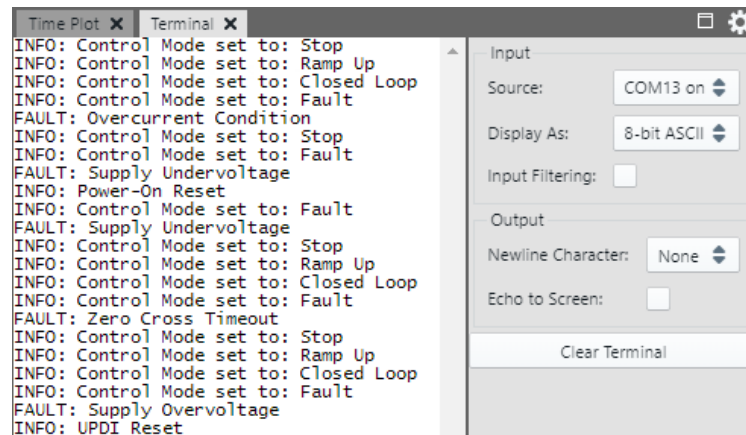 Time Plot
Terminal
INFO: Control Mode set to: Stop
INFO: Control Mode set to: Ramp Up
INFO: Control Mode set to: Closed Loop
INFO: Control Mode set to: Fault
FAULT: Overcurrent Condition
INFO: Control Mode set to: Stop
INFO: Control Mode set to: Fault
FAULT: Supply Undervoltage
INFO: Power-On Reset
INFO: Control Mode set to: Fault
FAULT: Supply Undervoltage
INFO: Control Mode set to: Stop
INFO: Control Mode set to: Ramp Up
INFO: Control Mode set to: Closed Loop
INFO: Control Mode set to: Fault
FAULT: Zero Cross Timeout
INFO: Control Mode set to: Stop
INFO: Control Mode set to: Ramp Up
INFO: Control Mode set to: Closed Loop
INFO: Control Mode set to: Fault
FAULT: Supply Overvoltage
INFO: UPDI Reset
Input
Source: COM13 on
Display As: 8-bit ASCII
Input Filtering:
Output
Newline Character: None
Echo to Screen:
Clear Terminal